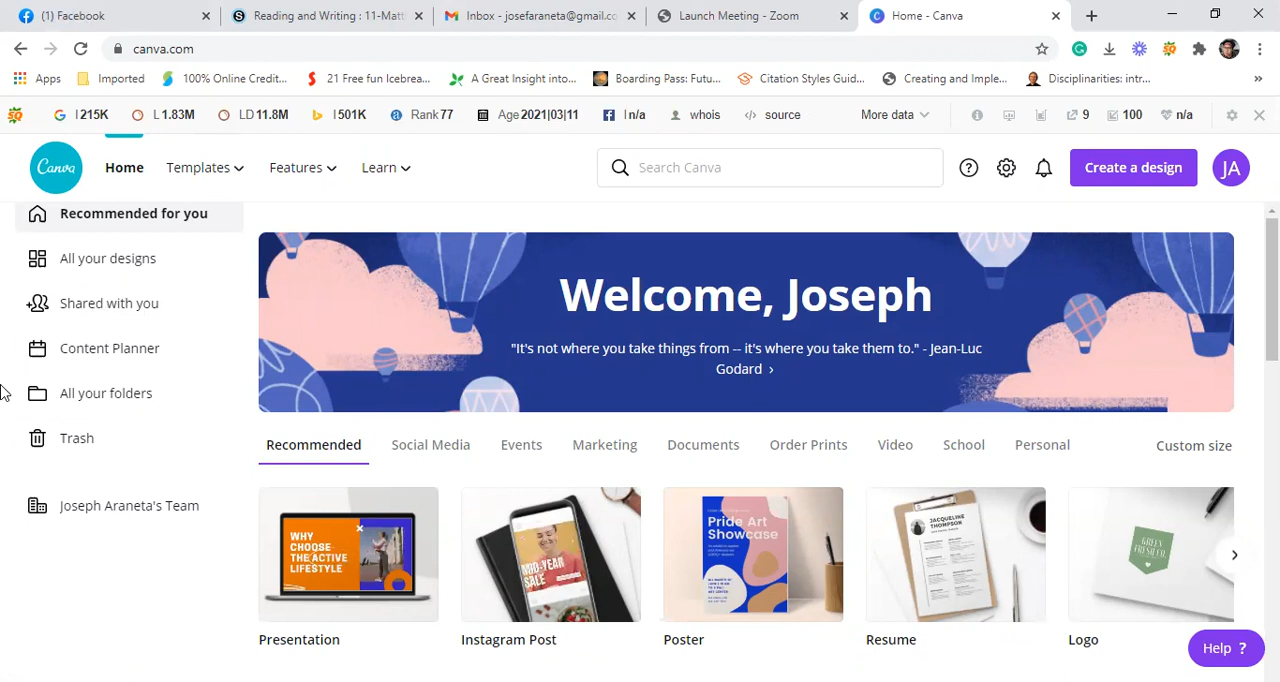 (1) Facebook
Reading and Writing : 11-Matt
Inbox - josefaraneta@gmail.co
Launch Meeting - Zoom
Home - Canva
canva.com
Apps
Imported
100% Online Credit...
21 Free fun Icebrea...
A Great Insight into...
Boarding Pass: Futu...
Citation Styles Guid...
Creating and Imple...
Disciplinarities: intr...
»
I 215K
L 1.83M
LD 11.8M
I 501K
Rank 77
Age 2021|03|11
I n/a
whois
source
More data
9
100
n/a
Canva
Home
Templates
Features
Learn
Search Canva
Create a design
JA
Recommended for you
All your designs
Shared with you
Content Planner
All your folders
Trash
Joseph Araneta's Team
Welcome, Joseph
"It's not where you take things from -- it's where you take them to." - Jean-Luc
Godard ›
Recommended
Social Media
Events
Marketing
Documents
Order Prints
Video
School
Personal
Custom size
WHY
CHOOSE
THE ACTIVE
LIFESTYLE
MID-YEAR
SALE
Pride Art
Showcase
JACQUELINE
THOMPSON
GREEN
FRESH CO.
Presentation
Instagram Post
Poster
Resume
Logo
Help ?